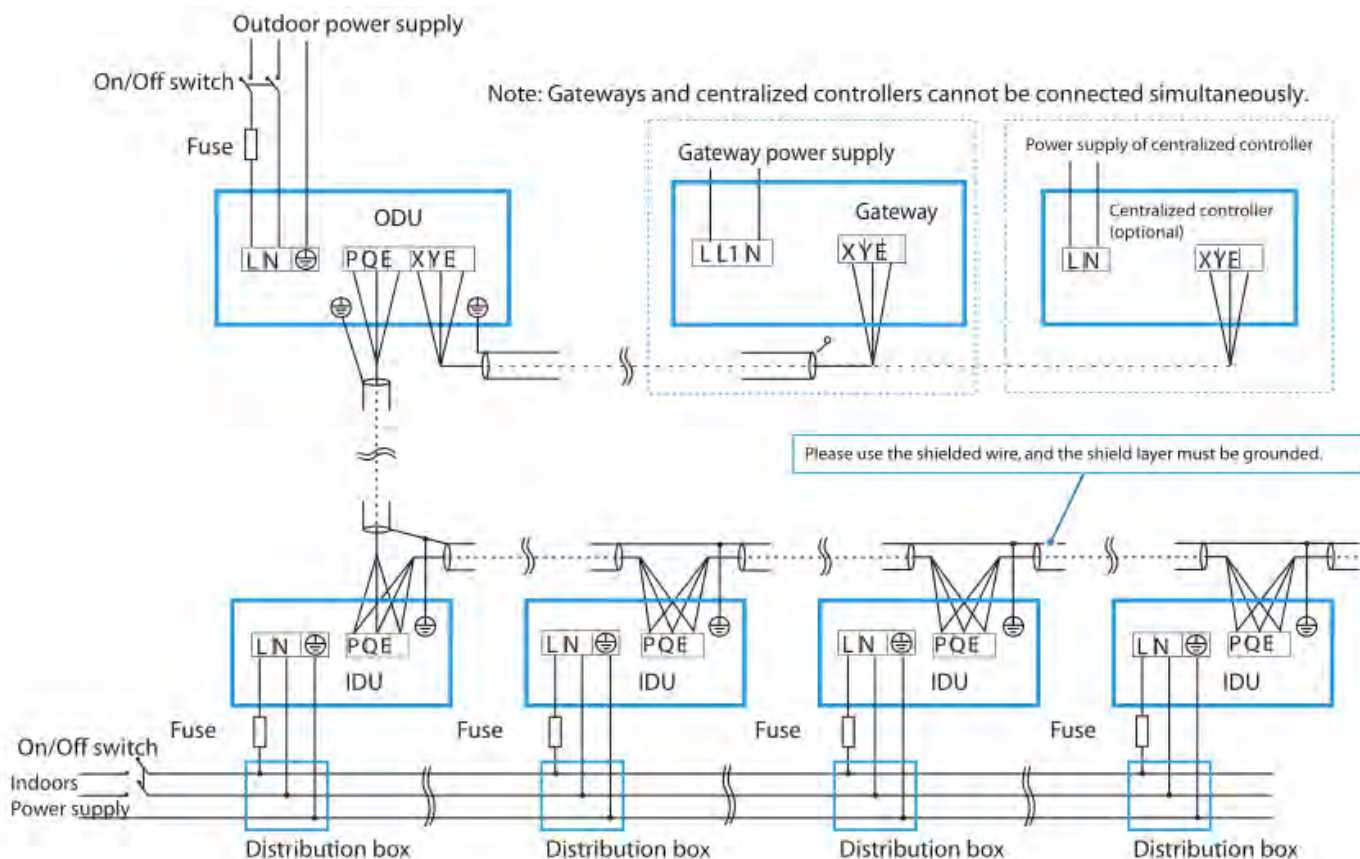 Outdoor power supply
On/Off switch
Note: Gateways and centralized controllers cannot be connected simultaneously.
Fuse
Gateway power supply
Power supply of centralized controller
ODU
Gateway
Centralized controller
(optional)
L N
P Q E
X Y E
L L1 N
X Y E
L N
X Y E
Please use the shielded wire, and the shield layer must be grounded.
L N
P Q E
L N
P Q E
L N
P Q E
L N
P Q E
IDU
IDU
IDU
IDU
Fuse
Fuse
Fuse
Fuse
On/Off switch
Indoors
Power supply
Distribution box
Distribution box
Distribution box
Distribution box